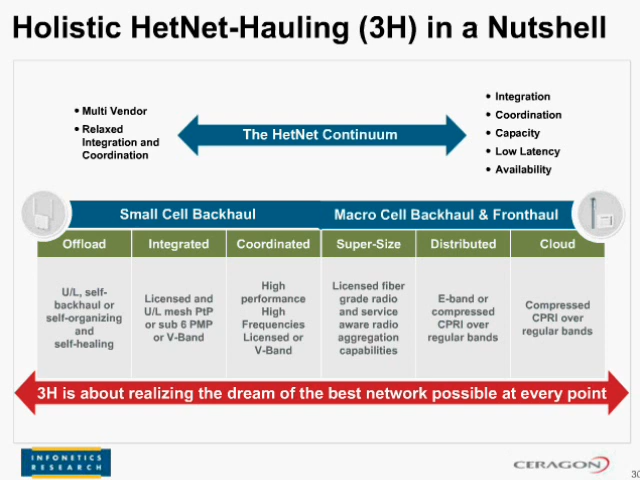 Holistic HetNet-Hauling (3H) in a Nutshell
• Multi Vendor
• Relaxed
Integration and
Coordination
The HetNet Continuum
• Integration
• Coordination
• Capacity
• Low Latency
• Availability
Small Cell Backhaul
Macro Cell Backhaul & Fronthaul
Offload
Integrated
Coordinated
Super-Size
Distributed
Cloud
U/L, self-
backhaul or
self-organizing
and
self-healing
Licensed and
U/L mesh PtP
or sub 6 PMP
or V-Band
High
performance
High
Frequencies
Licensed or
V-Band
Licensed fiber
grade radio
and service
aware radio
aggregation
capabilities
E-band or
compressed
CPRI over
regular bands
Compressed
CPRI over
regular bands
3H is about realizing the dream of the best network possible at every point
INFONETICS
RESEARCH
CERAGON
30